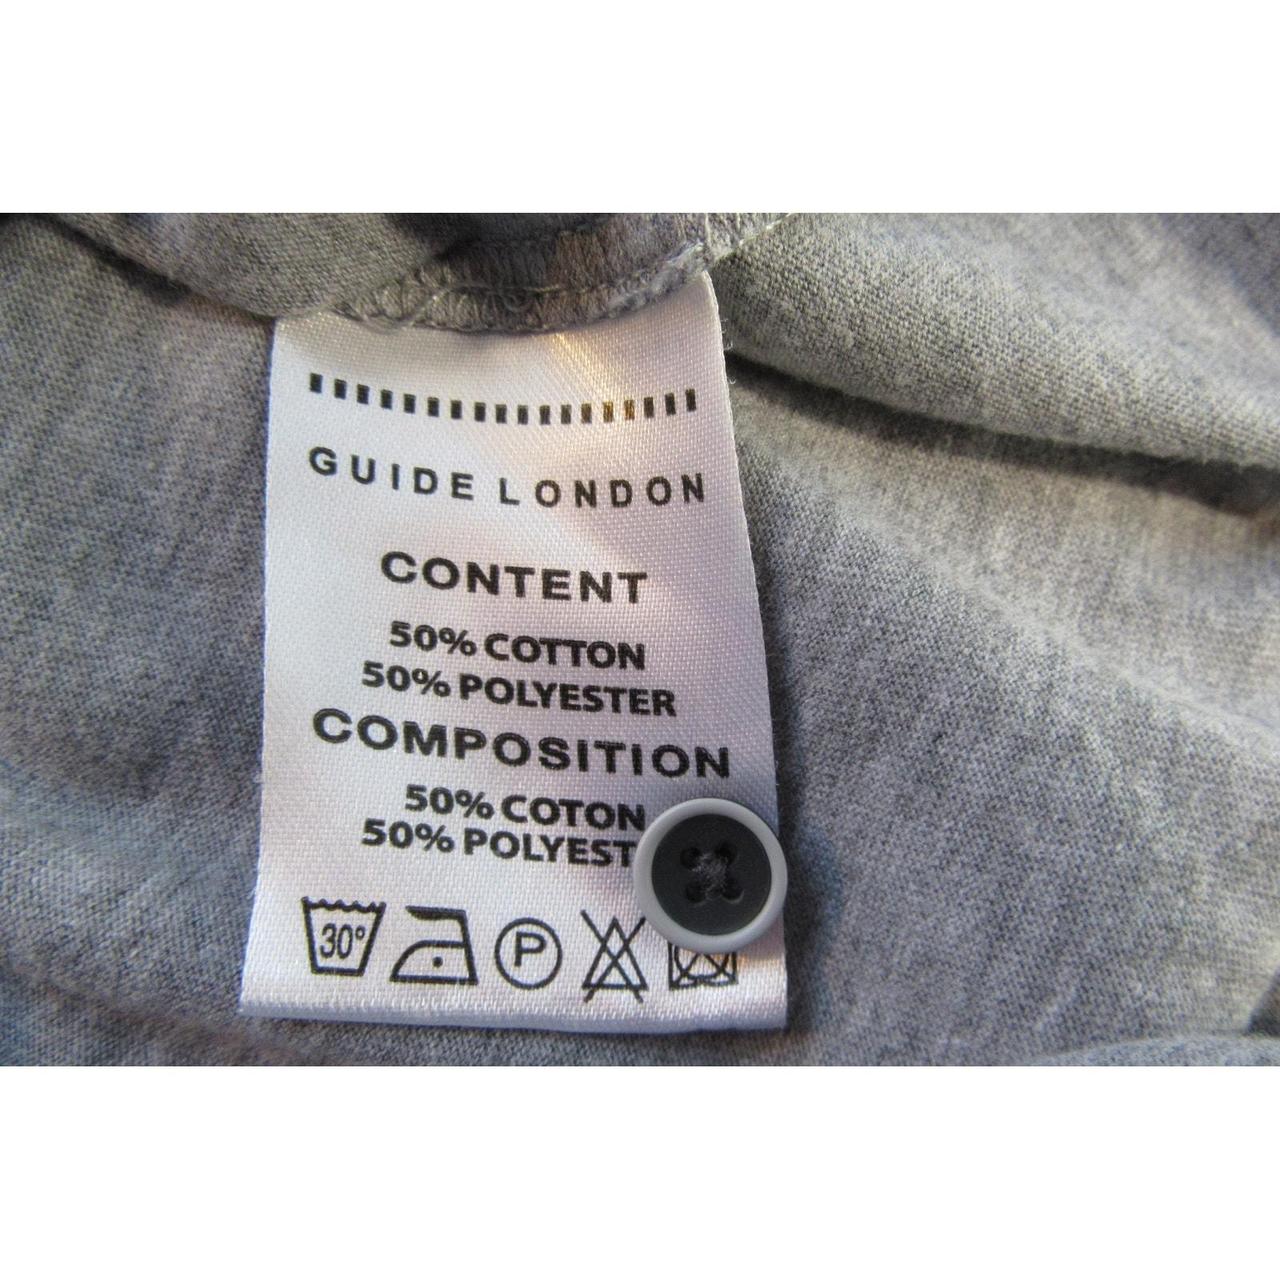 GUIDE LONDON
CONTENT
50% COTTON
50% POLYESTER
COMPOSITION
50% COTON
50% POLYEST
30°
P